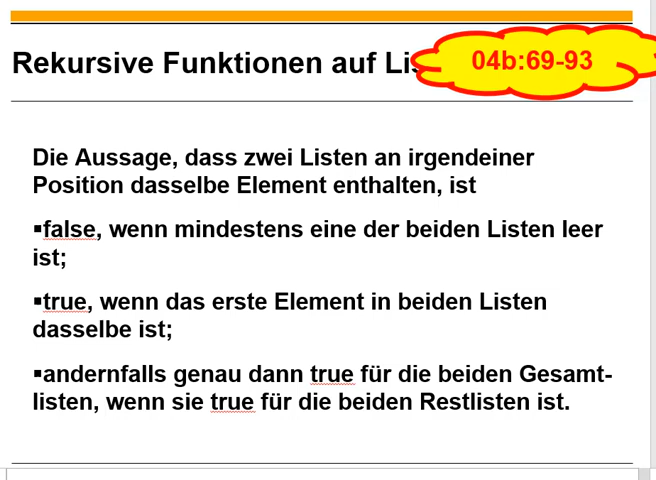 Rekursive Funktionen auf
04b:69-93
Die Aussage, dass zwei Listen an irgendeiner
Position dasselbe Element enthalten, ist
▪false, wenn mindestens eine der beiden Listen leer
ist;
▪true, wenn das erste Element in beiden Listen
dasselbe ist;
▪andernfalls genau dann true für die beiden Gesamt-
listen, wenn sie true für die beiden Restlisten ist.